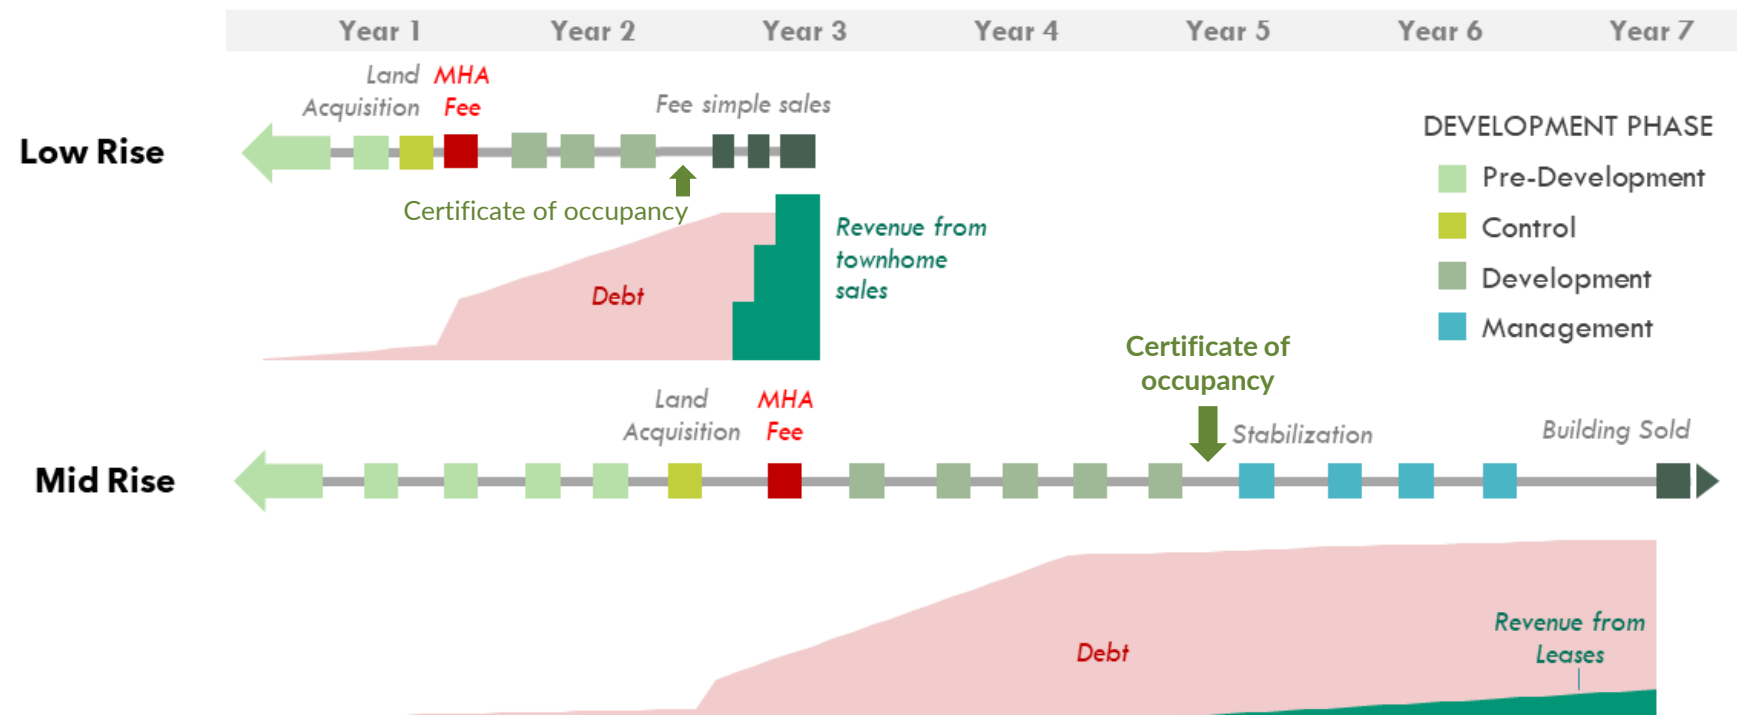 Year 1 Year 2 Year 3 Year 4 Year 5 Year 6 Year 7
Land
Acquisition
MHA
Fee
Fee simple sales
Low Rise
Certificate of occupancy
Debt
Revenue from
townhome
sales
DEVELOPMENT PHASE
Pre-Development
Control
Development
Management
Certificate of
occupancy
Land
Acquisition
MHA
Fee
Stabilization
Building Sold
Mid Rise
Debt
Revenue from
Leases